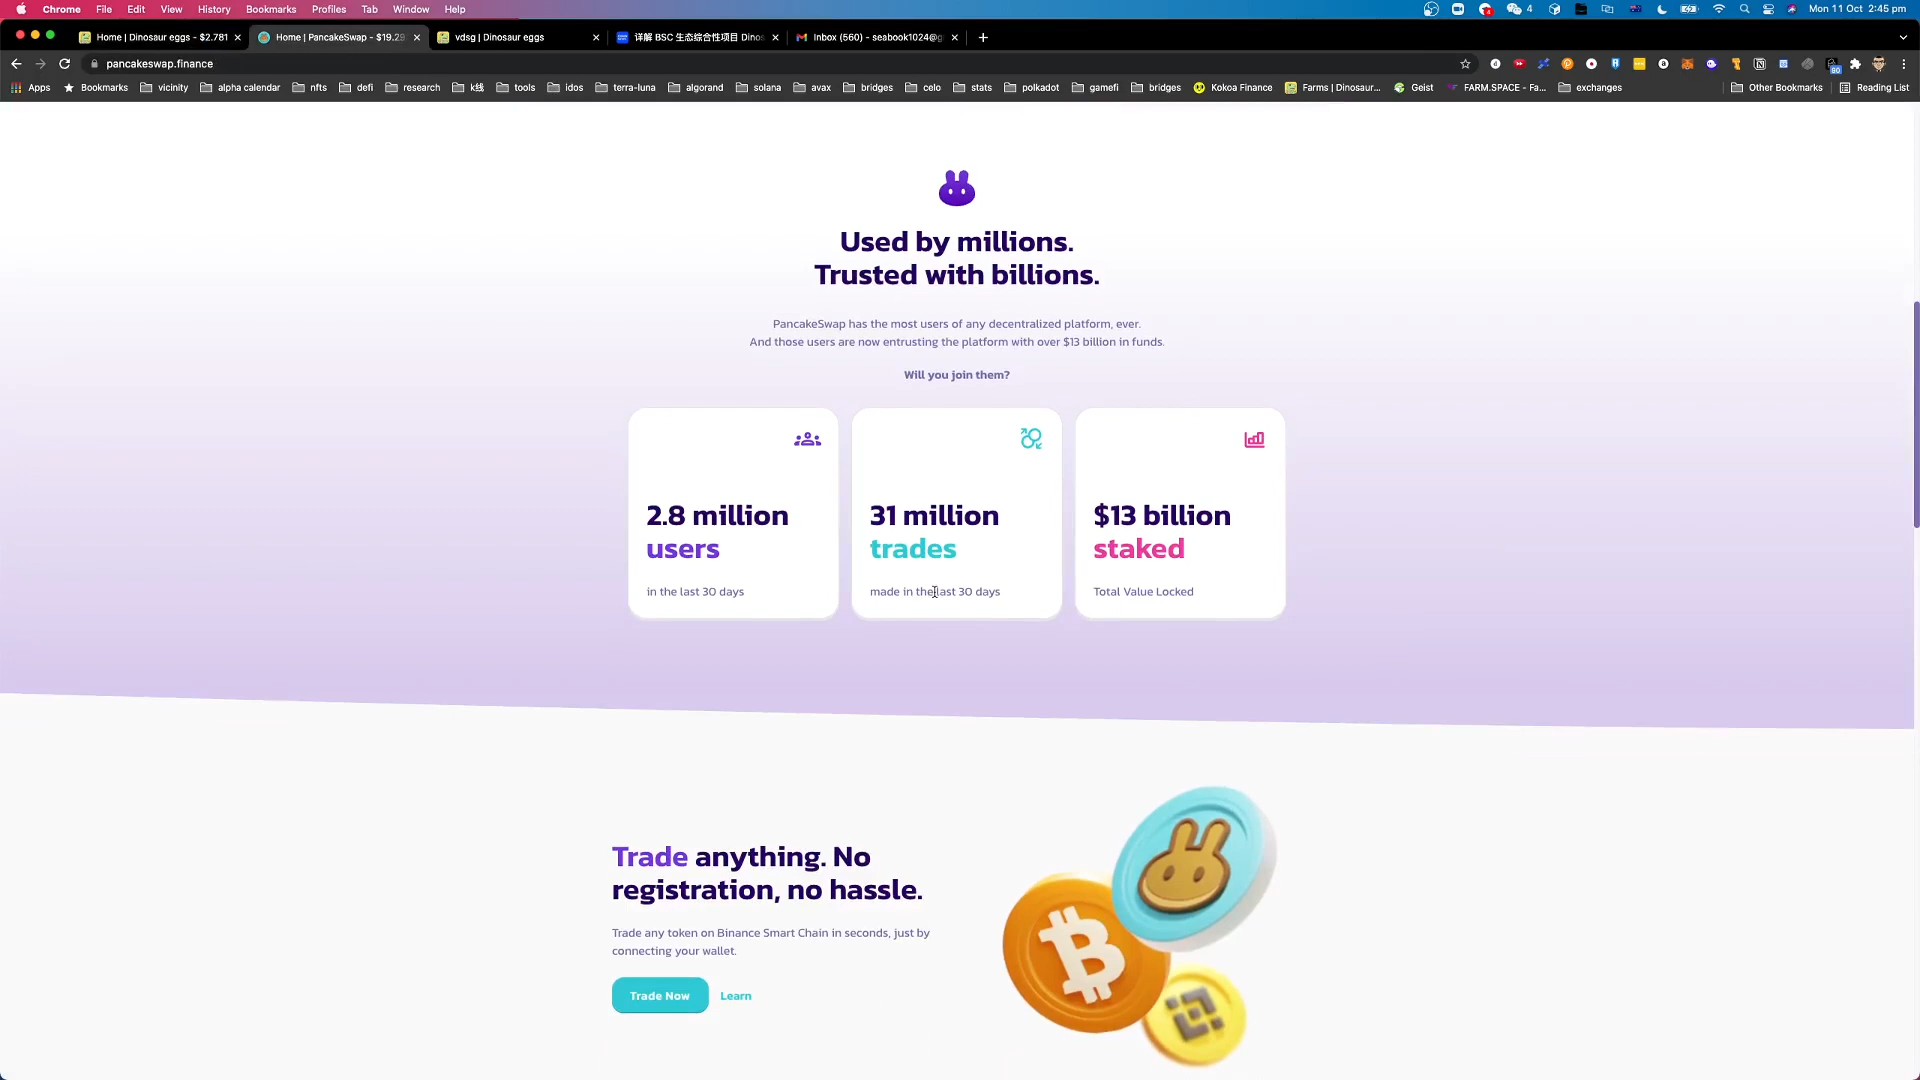 Chrome File Edit View History Bookmarks Profiles Tab Window Help 4 4 Mon 11 Oct 2:45 pm
Home | Dinosaur eggs - $2.781 Home | PancakeSwap - $19.29 vdsg | Dinosaur eggs 详解 BSC 生态综合性项目 Dinos Inbox (560) - seabook1024@g
pancakeswap.finance
Apps Bookmarks vicinity alpha calendar nfts defi research k线 tools idos terra-luna algorand solana avax bridges celo stats polkadot gamefi bridges Kokoa Finance Farms | Dinosaur... Geist FARM.SPACE - Fa... exchanges Other Bookmarks Reading List
Used by millions.
Trusted with billions.
PancakeSwap has the most users of any decentralized platform, ever.
And those users are now entrusting the platform with over $13 billion in funds.
Will you join them?
2.8 million
users
in the last 30 days
31 million
trades
made in the last 30 days
$13 billion
staked
Total Value Locked
Trade anything. No
registration, no hassle.
Trade any token on Binance Smart Chain in seconds, just by
connecting your wallet.
Trade Now Learn